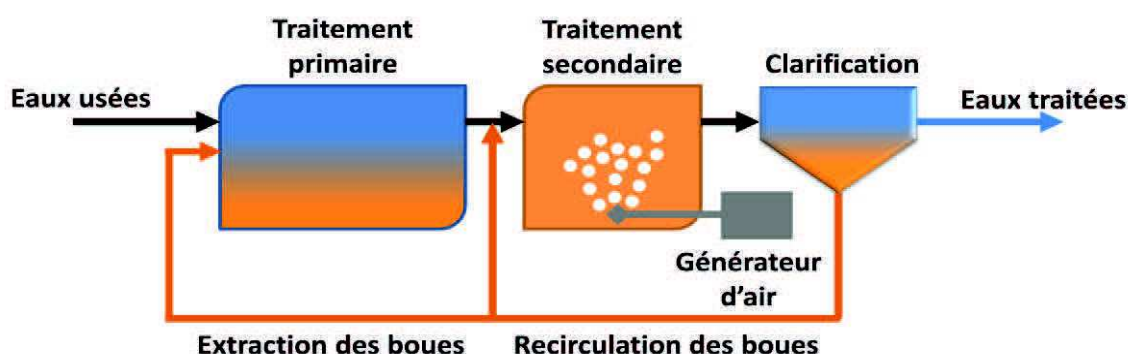 Traitement
primaire
Traitement
secondaire
Clarification
Eaux usées
Eaux traitées
Générateur
d'air
Extraction des boues
Recirculation des boues